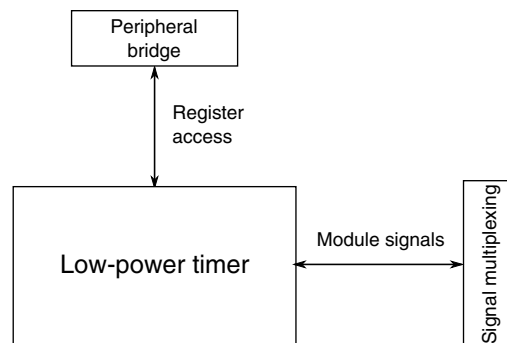 Peripheral
bridge
Register
access
Low-power timer
Module signals
Signal multiplexing